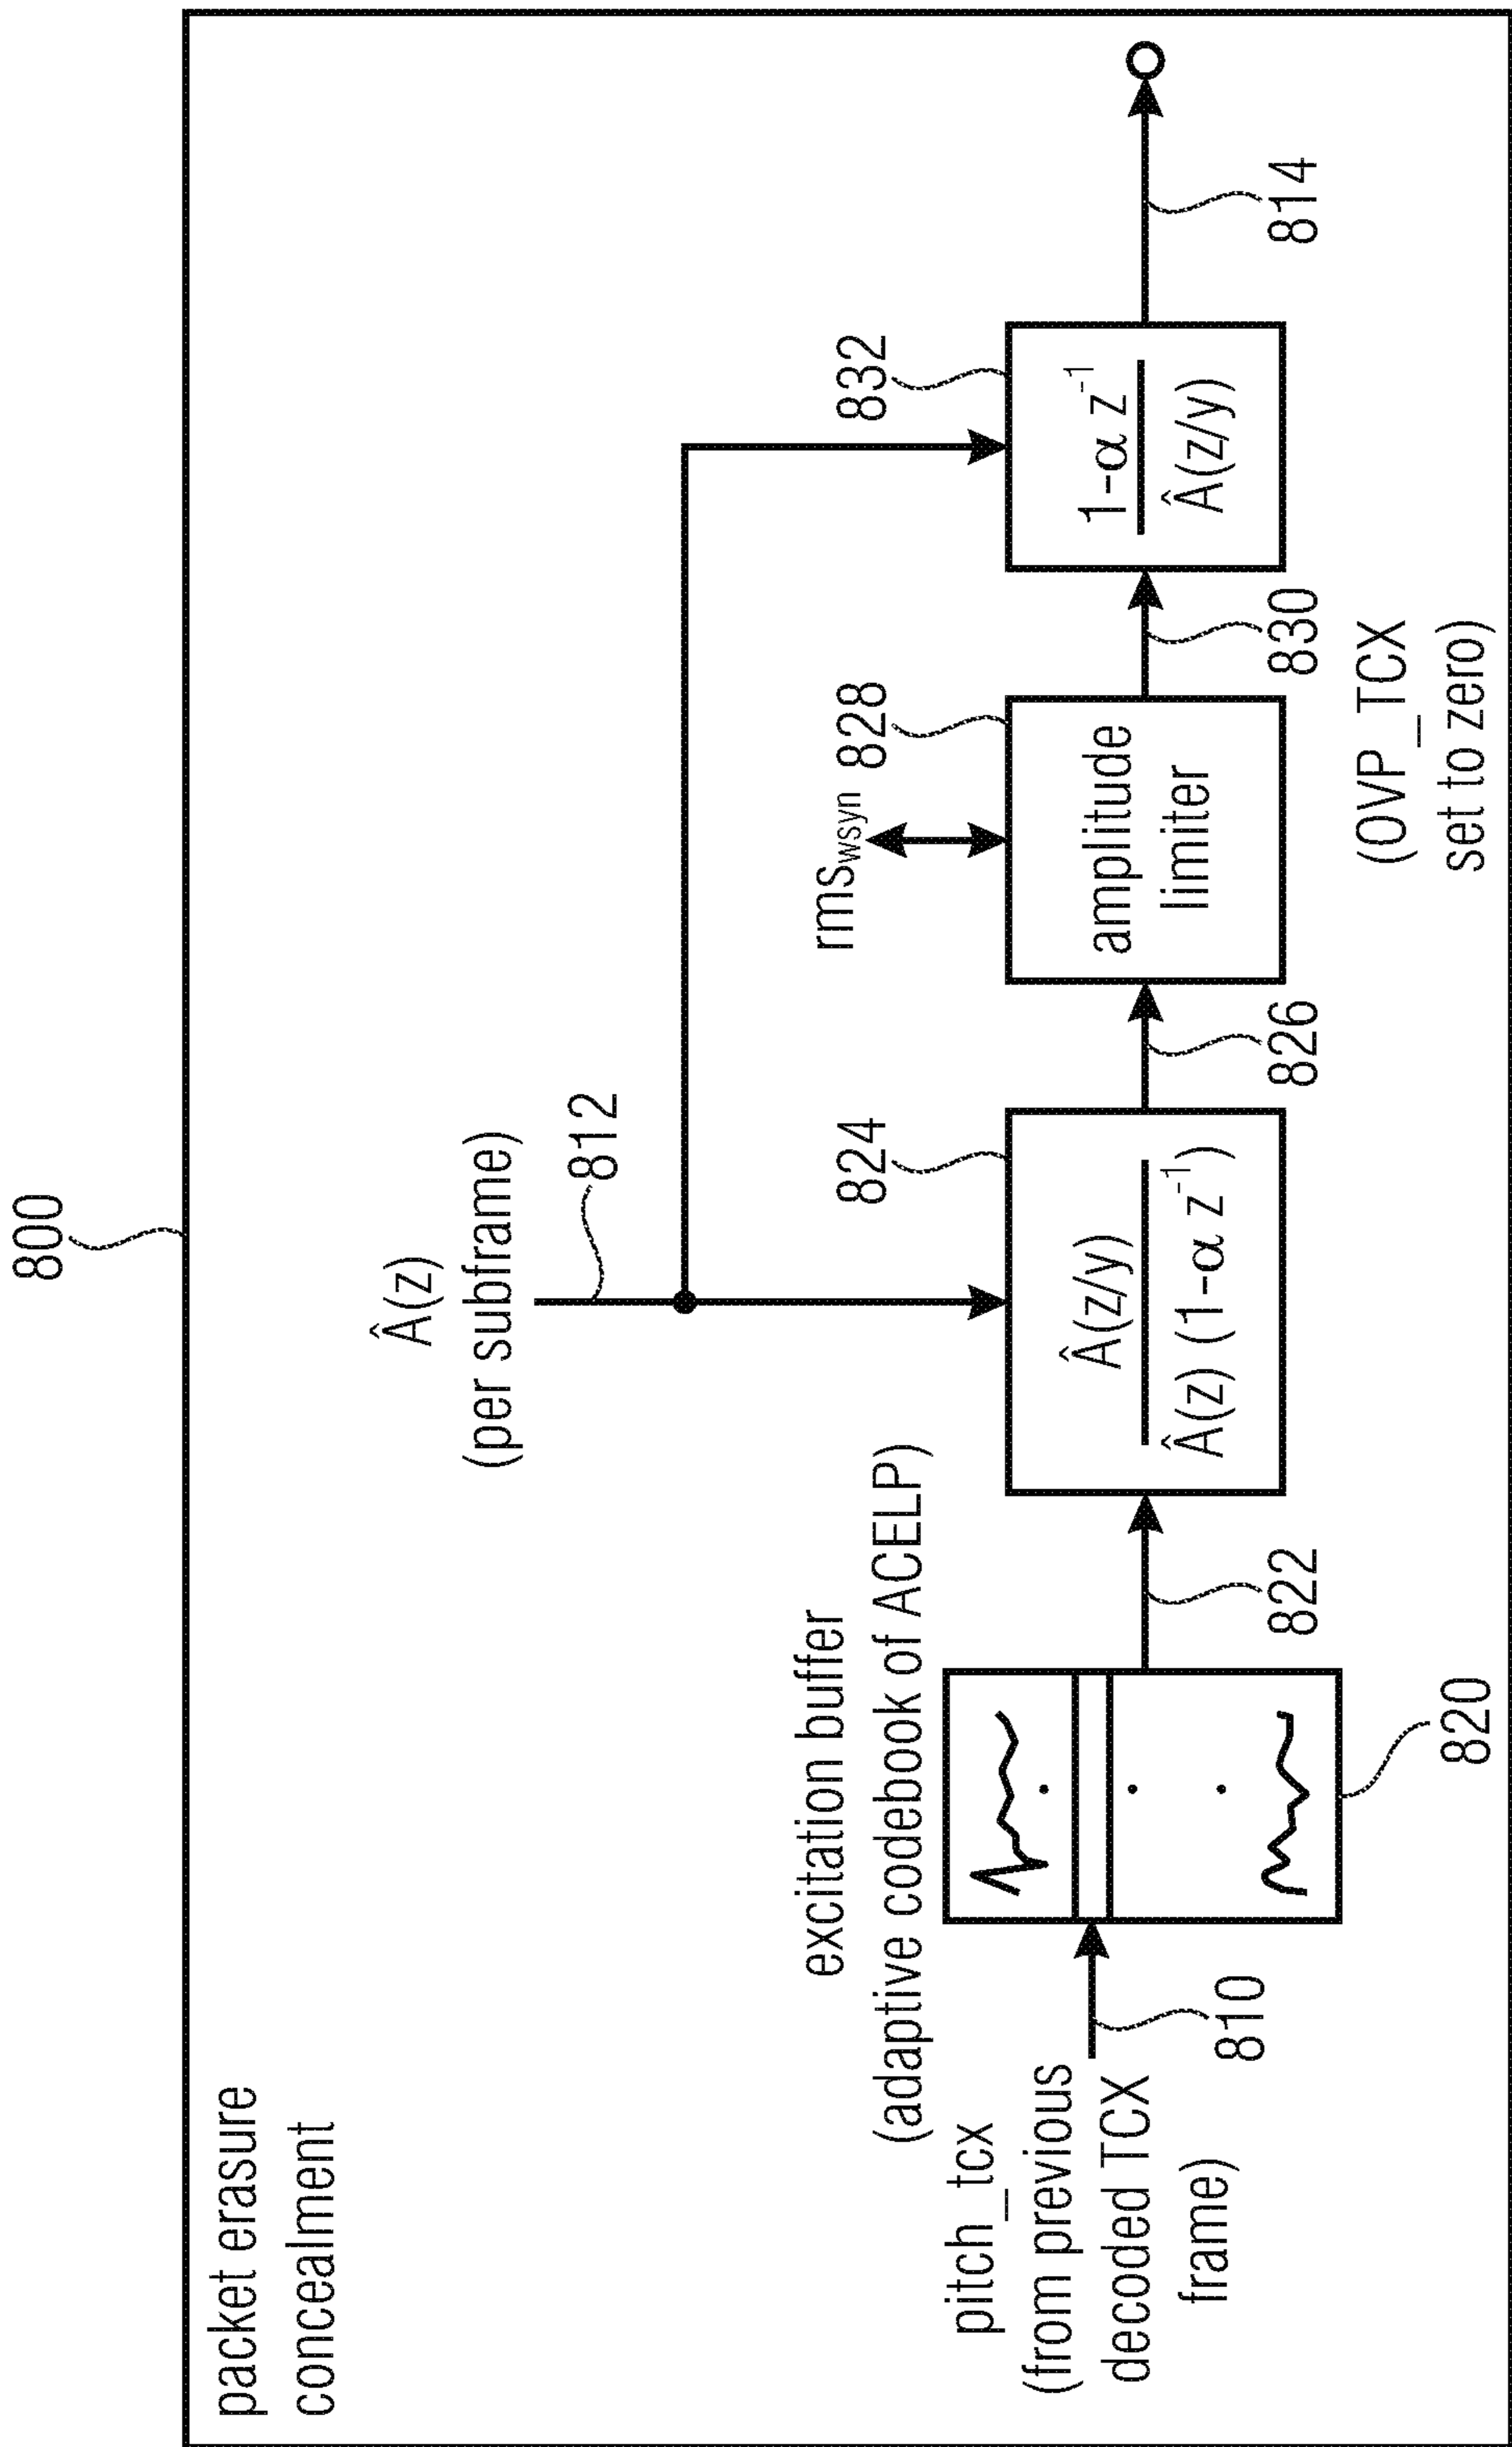 800
packet erasure
concealment
Â(z)
(per subframe)
812
excitation buffer
(adaptive codebook of ACELP)
pitch_tcx
(from previous
decoded TCX
frame)
810
820
822
824
Â(z/y)
Â(z) (1-α z⁻¹)
826
rms_wsyn
828
amplitude
limiter
830
(OVP_TCX
set to zero)
832
1-α z⁻¹
Â(z/y)
814